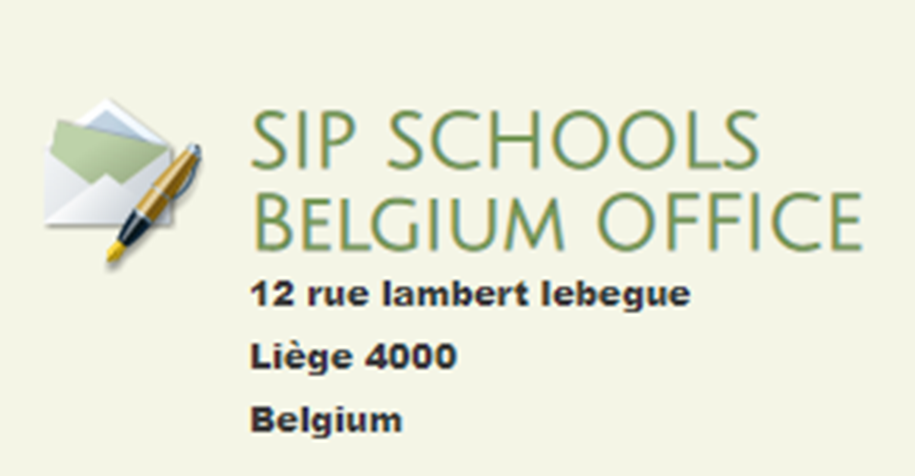 SIP SCHOOLS
BELGIUM OFFICE
12 rue lambert lebegue
Liège 4000
Belgium